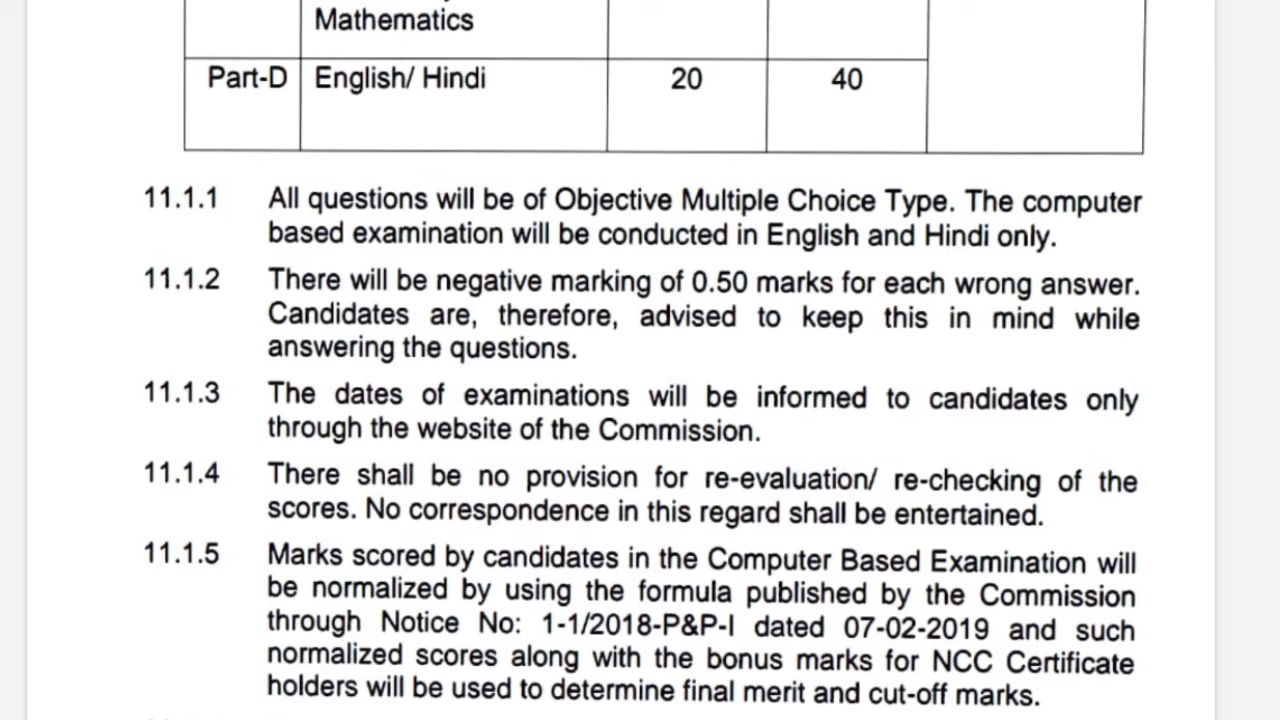 Mathematics
Part-D English/ Hindi 20 40
11.1.1 All questions will be of Objective Multiple Choice Type. The computer
based examination will be conducted in English and Hindi only.
11.1.2 There will be negative marking of 0.50 marks for each wrong answer.
Candidates are, therefore, advised to keep this in mind while
answering the questions.
11.1.3 The dates of examinations will be informed to candidates only
through the website of the Commission.
11.1.4 There shall be no provision for re-evaluation/ re-checking of the
scores. No correspondence in this regard shall be entertained.
11.1.5 Marks scored by candidates in the Computer Based Examination will
be normalized by using the formula published by the Commission
through Notice No: 1-1/2018-P&P-I dated 07-02-2019 and such
normalized scores along with the bonus marks for NCC Certificate
holders will be used to determine final merit and cut-off marks.